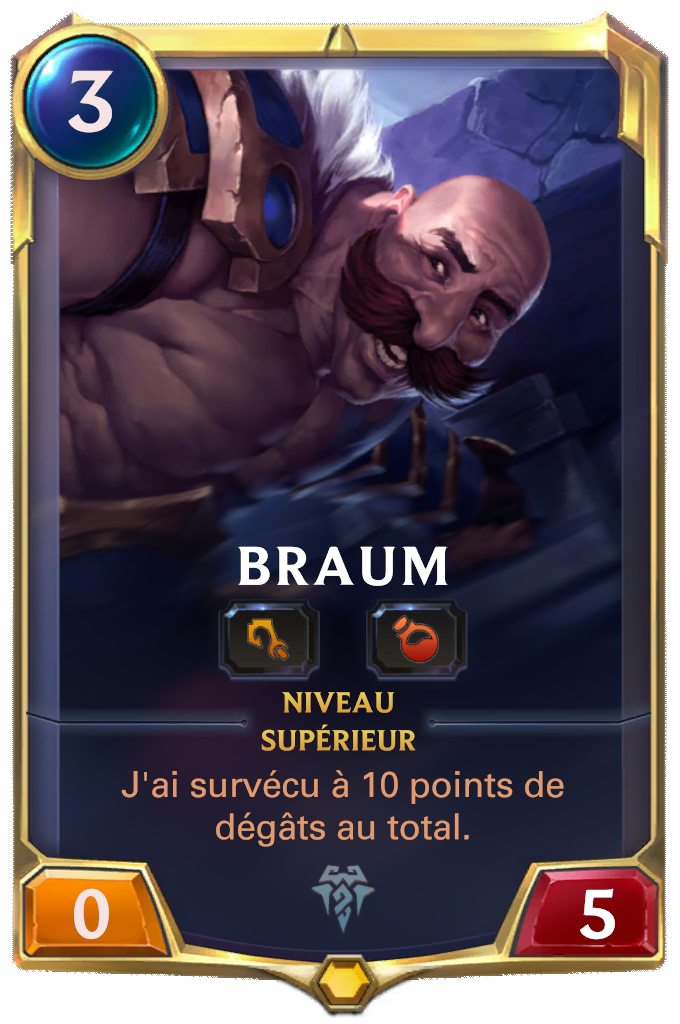 3
BRAUM
NIVEAU
SUPÉRIEUR
J'ai survécu à 10 points de
dégâts au total.
0
5